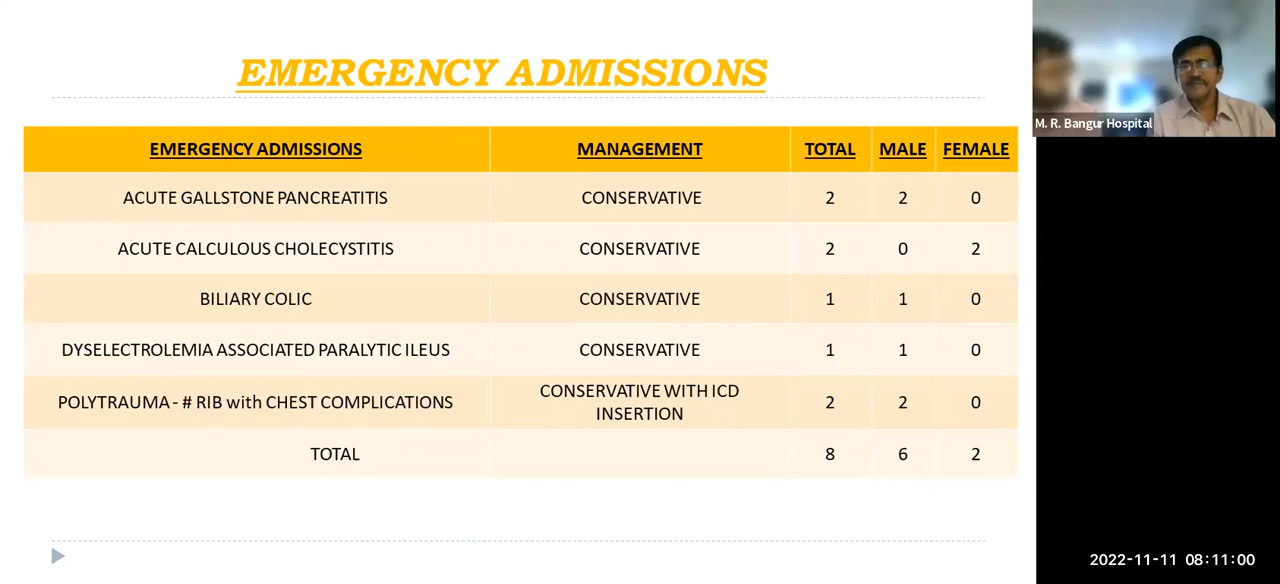 EMERGENCY ADMISSIONS
M. R. Bangur Hospital
EMERGENCY ADMISSIONS MANAGEMENT TOTAL MALE FEMALE
ACUTE GALLSTONE PANCREATITIS CONSERVATIVE 2 2 0
ACUTE CALCULOUS CHOLECYSTITIS CONSERVATIVE 2 0 2
BILIARY COLIC CONSERVATIVE 1 1 0
DYSELECTROLEMIA ASSOCIATED PARALYTIC ILEUS CONSERVATIVE 1 1 0
POLYTRAUMA - # RIB with CHEST COMPLICATIONS CONSERVATIVE WITH ICD
INSERTION 2 2 0
TOTAL 8 6 2
2022-11-11 08:11:00